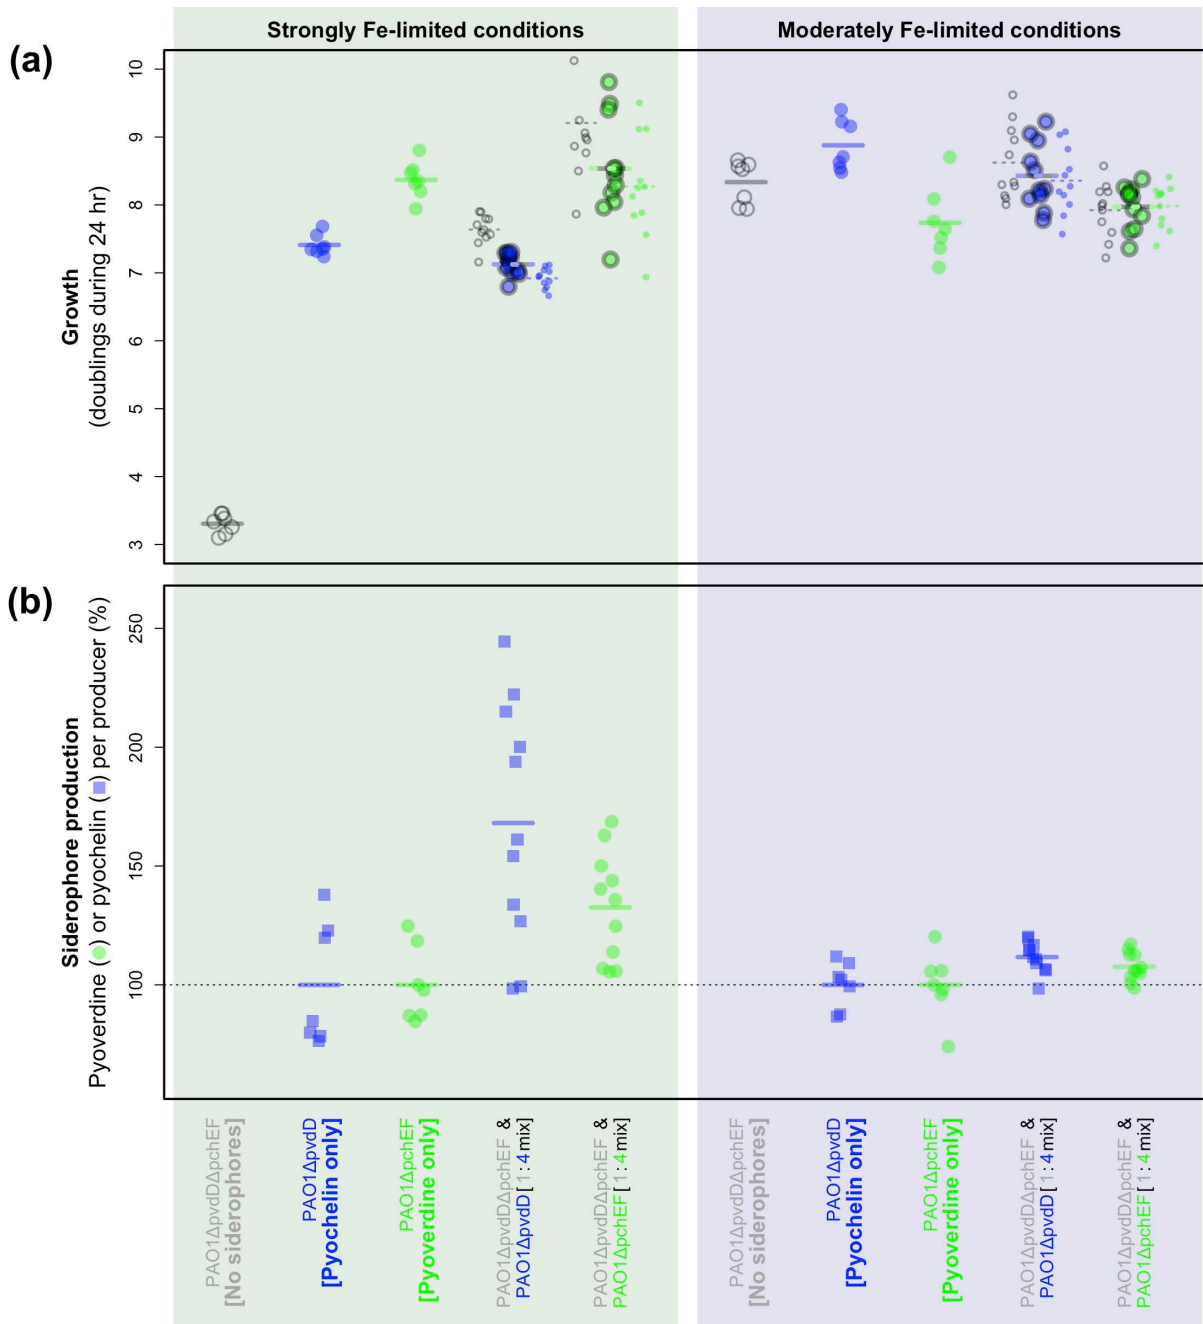 Strongly Fe-limited conditions
Moderately Fe-limited conditions
(a)
Growth
(doublings during 24 hr)
10
9
8
7
6
5
4
3
(b)
Siderophore production
Pyoverdine ( ) or pyochelin ( ) per producer (%)
250
200
150
100
PAO1ΔpvdDΔpchEF
[No siderophores]
PAO1ΔpvdD
[Pyochelin only]
PAO1ΔpchEF
[Pyoverdine only]
PAO1ΔpvdDΔpchEF &
PAO1ΔpvdD [1 : 4 mix]
PAO1ΔpvdDΔpchEF &
PAO1ΔpchEF [1 : 4 mix]
PAO1ΔpvdDΔpchEF
[No siderophores]
PAO1ΔpvdD
[Pyochelin only]
PAO1ΔpchEF
[Pyoverdine only]
PAO1ΔpvdDΔpchEF &
PAO1ΔpvdD [1 : 4 mix]
PAO1ΔpvdDΔpchEF &
PAO1ΔpchEF [1 : 4 mix]